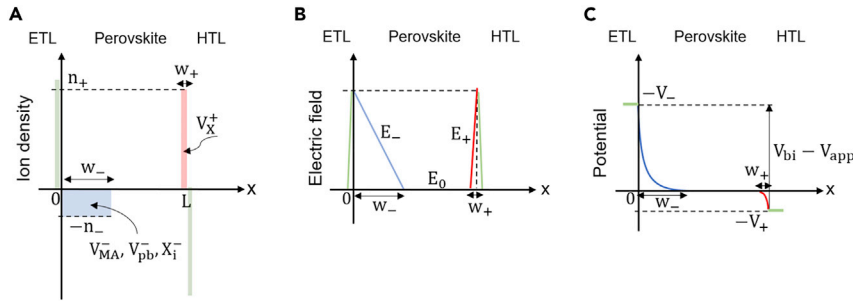 A
ETL Perovskite HTL
Ion density
n₊
w₊
V_X⁺
w₋
0
L
x
−n₋
V_MA⁻, V_pb⁻, X_i⁻
B
ETL Perovskite HTL
Electric field
E₋
E₊
E₀
0
x
w₋
w₊
C
ETL Perovskite HTL
Potential
−V₋
V_bi − V_app
w₊
0
w₋
x
−V₊